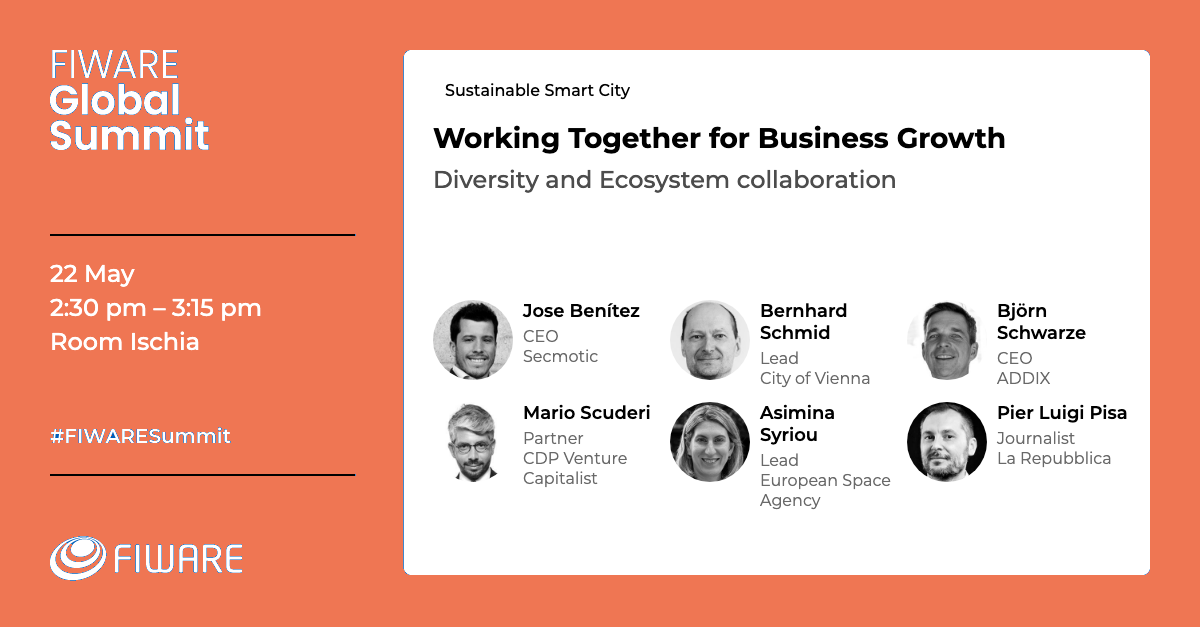 FIWARE
Global
Summit
22 May
2:30 pm – 3:15 pm
Room Ischia
#FIWARESummit
FIWARE
Sustainable Smart City
Working Together for Business Growth
Diversity and Ecosystem collaboration
Jose Benítez
CEO
Secmotic
Bernhard
Schmid
Lead
City of Vienna
Björn
Schwarze
CEO
ADDIX
Mario Scuderi
Partner
CDP Venture
Capitalist
Asimina
Syriou
Lead
European Space
Agency
Pier Luigi Pisa
Journalist
La Repubblica